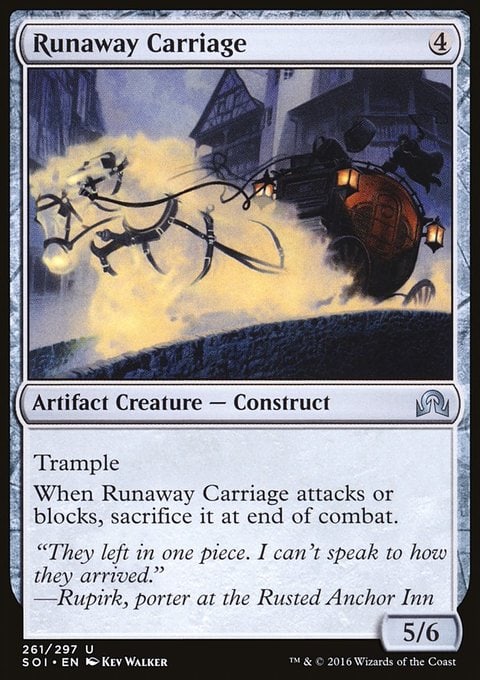 Runaway Carriage 4
Artifact Creature — Construct
Trample
When Runaway Carriage attacks or
blocks, sacrifice it at end of combat.
“They left in one piece. I can’t speak to how
they arrived.”
—Rupirk, porter at the Rusted Anchor Inn
5/6
261/297 U
SOI • EN Kev Walker
™ & © 2016 Wizards of the Coast